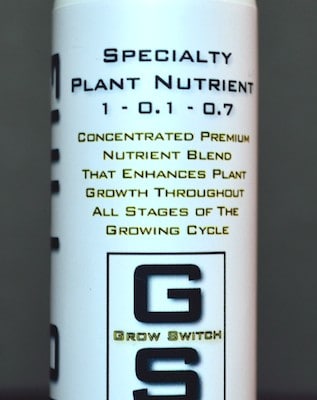 Specialty
Plant Nutrient
1 - 0.1 - 0.7
Concentrated Premium
Nutrient Blend
That Enhances Plant
Growth Throughout
All Stages of The
Growing Cycle
G
Grow Switch
S